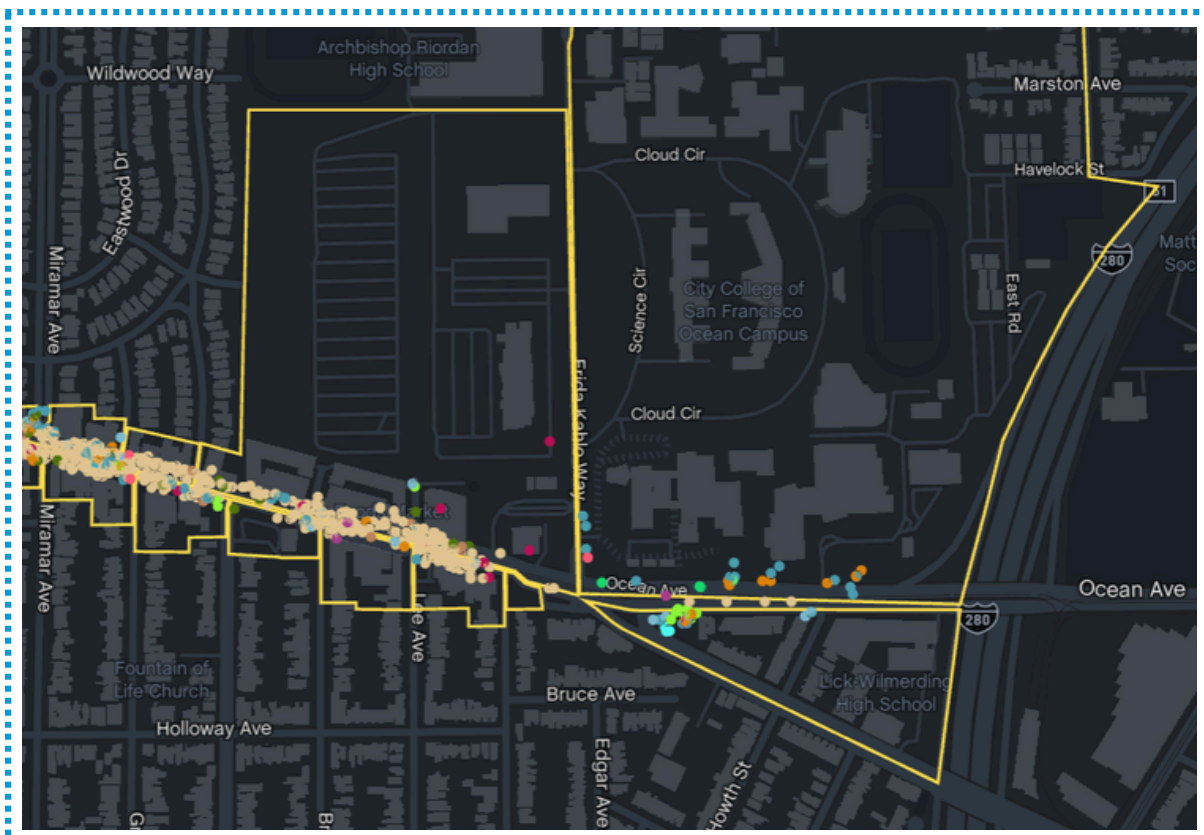 Archbishop Riordan
High School
Wildwood Way
Marston Ave
Cloud Cir
Havelock St
Eastwood Dr
Miramar Ave
280
Science Cir
City College of
San Francisco
Ocean Campus
East Rd
Frida Kahlo Way
Cloud Cir
Miramar Ave
Ocean Ave
Ocean Ave
280
Lee Ave
Fountain of
Life Church
Lick-Wilmerding
High School
Bruce Ave
Holloway Ave
Edgar Ave
Howth St